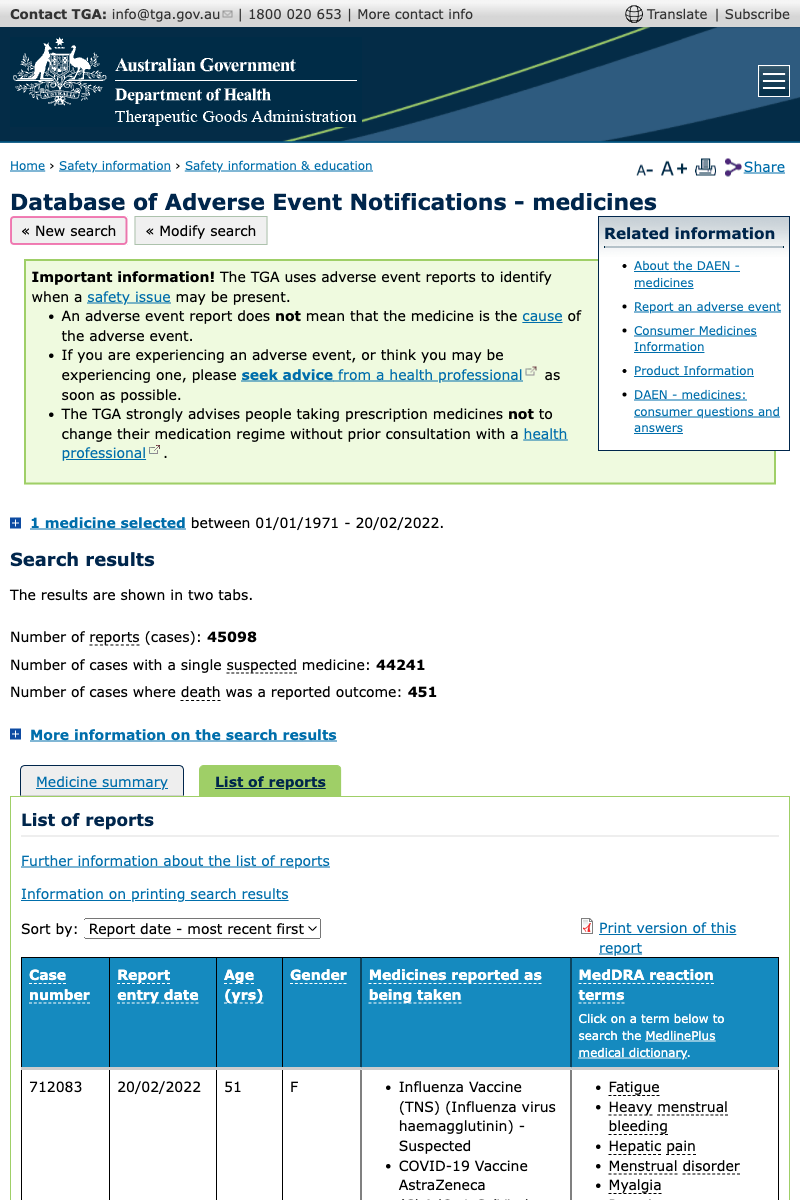 Contact TGA: info@tga.gov.au | 1800 020 653 | More contact info
Translate | Subscribe
Australian Government
Department of Health
Therapeutic Goods Administration
Home › Safety information › Safety information & education
A- A+ Share
Database of Adverse Event Notifications - medicines
« New search « Modify search
Important information! The TGA uses adverse event reports to identify
when a safety issue may be present.
• An adverse event report does not mean that the medicine is the cause of
the adverse event.
• If you are experiencing an adverse event, or think you may be
experiencing one, please seek advice from a health professional as
soon as possible.
• The TGA strongly advises people taking prescription medicines not to
change their medication regime without prior consultation with a health
professional .
Related information
• About the DAEN -
medicines
• Report an adverse event
• Consumer Medicines
Information
• Product Information
• DAEN - medicines:
consumer questions and
answers
1 medicine selected between 01/01/1971 - 20/02/2022.
Search results
The results are shown in two tabs.
Number of reports (cases): 45098
Number of cases with a single suspected medicine: 44241
Number of cases where death was a reported outcome: 451
More information on the search results
Medicine summary
List of reports
List of reports
Further information about the list of reports
Information on printing search results
Sort by: Report date - most recent first
Print version of this
report
Case
number
Report
entry date
Age
(yrs)
Gender
Medicines reported as
being taken
MedDRA reaction
terms
Click on a term below to
search the MedlinePlus
medical dictionary.
712083
20/02/2022
51
F
• Influenza Vaccine
(TNS) (Influenza virus
haemagglutinin) -
Suspected
• COVID-19 Vaccine
AstraZeneca
• Fatigue
• Heavy menstrual
bleeding
• Hepatic pain
• Menstrual disorder
• Myalgia